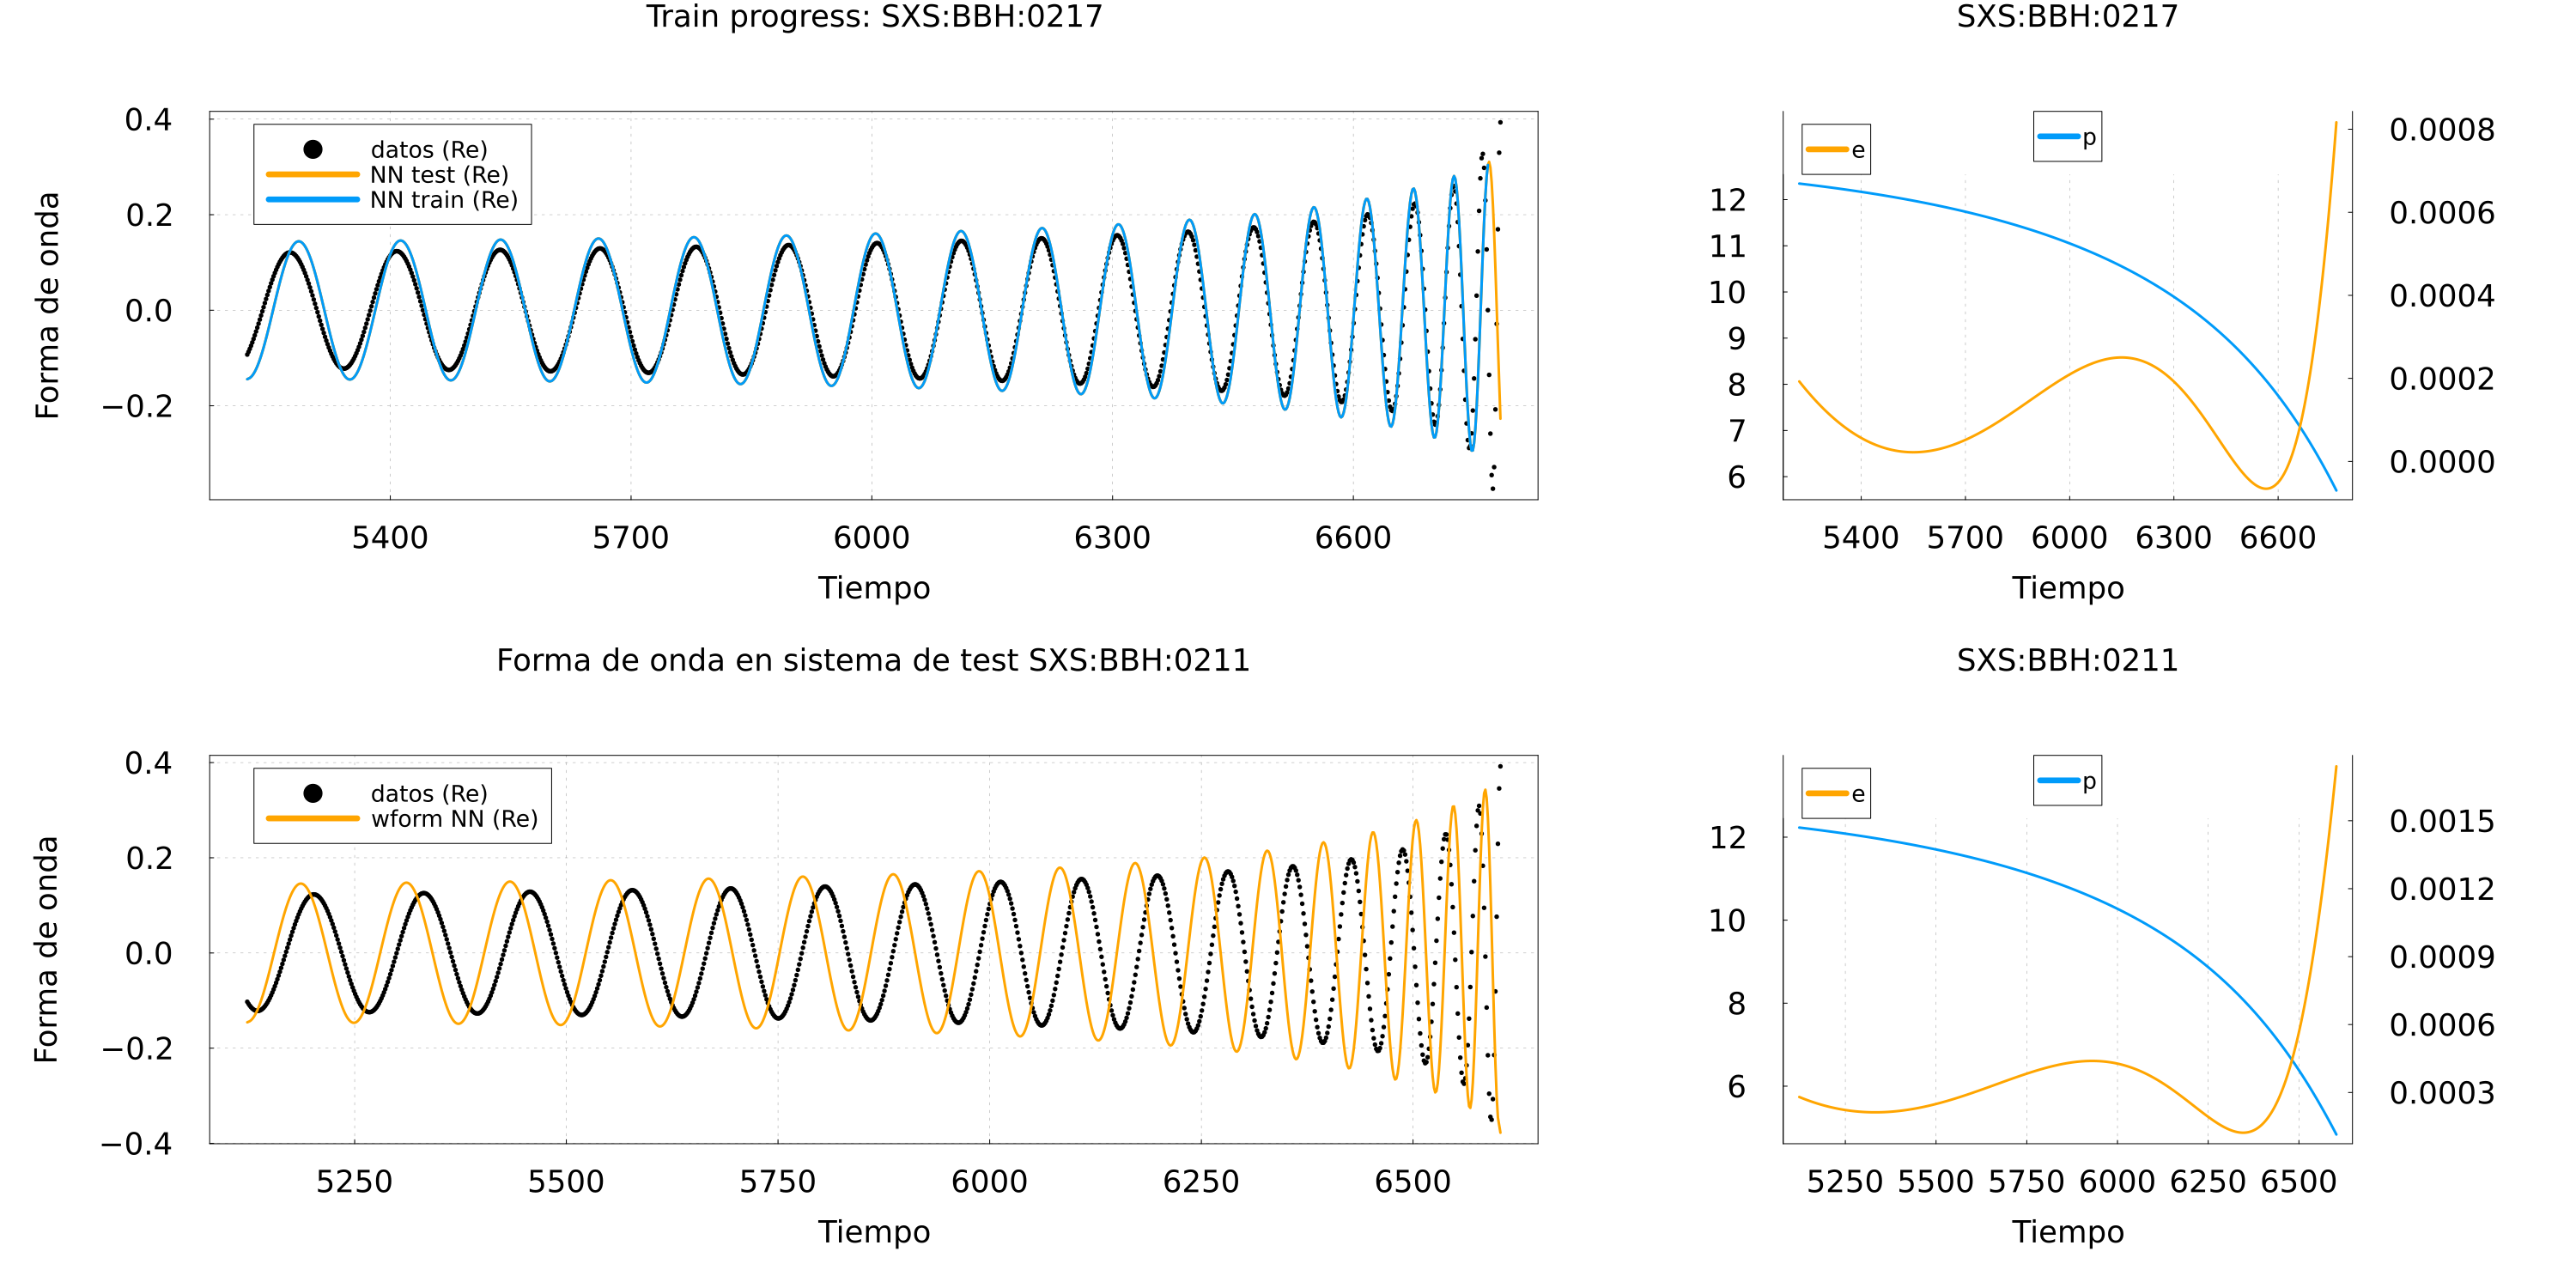 Train progress: SXS:BBH:0217
Forma de onda
0.4
0.2
0.0
−0.2
datos (Re)
NN test (Re)
NN train (Re)
5400 5700 6000 6300 6600
Tiempo
SXS:BBH:0217
e
p
12
11
10
9
8
7
6
0.0008
0.0006
0.0004
0.0002
0.0000
5400 5700 6000 6300 6600
Tiempo
Forma de onda en sistema de test SXS:BBH:0211
Forma de onda
0.4
0.2
0.0
−0.2
−0.4
datos (Re)
wform NN (Re)
5250 5500 5750 6000 6250 6500
Tiempo
SXS:BBH:0211
e
p
12
10
8
6
0.0015
0.0012
0.0009
0.0006
0.0003
5250 5500 5750 6000 6250 6500
Tiempo